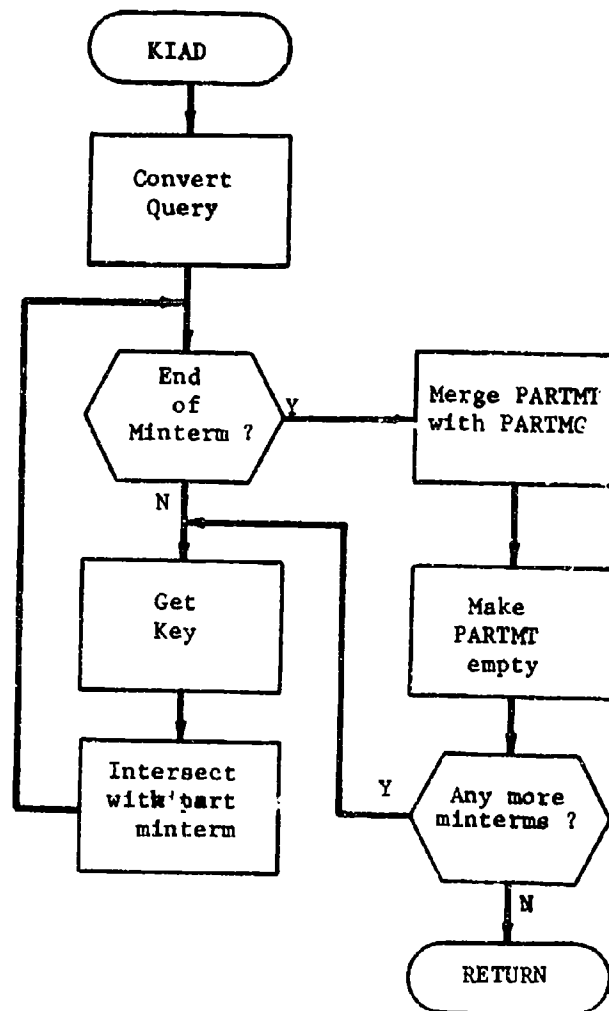 KIAD
Convert
Query
End
of
Minterm ?
Y
N
Merge PARTMT
with PARTMC
Get
Key
Make
PARTMT
empty
Intersect
with part
minterm
Y
Any more
minterms ?
N
RETURN